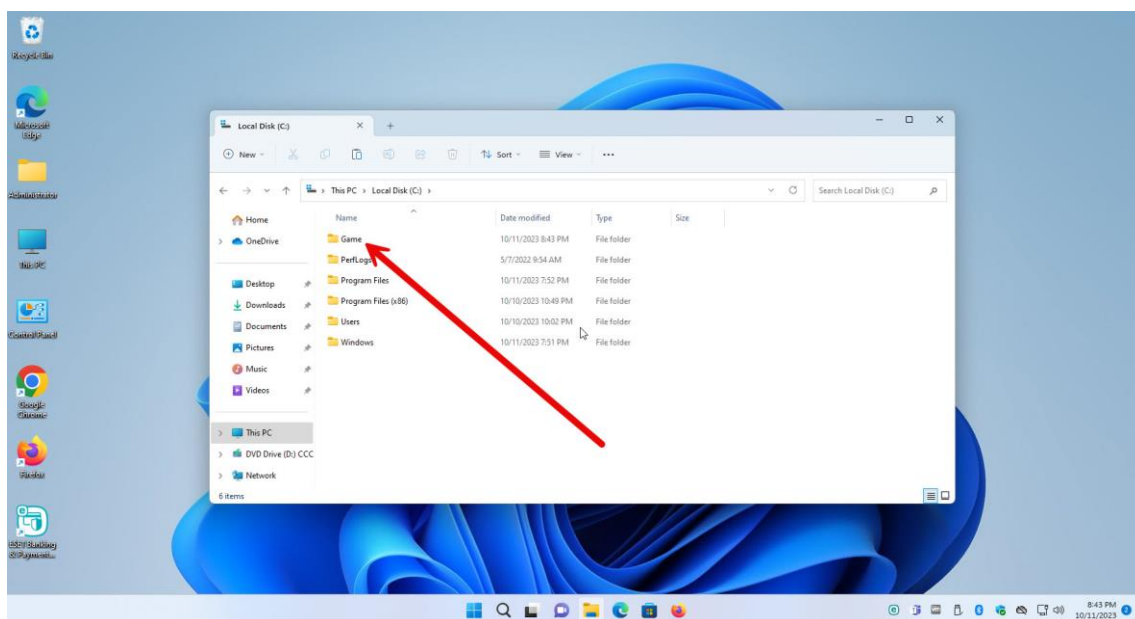 Recycle Bin
Microsoft
Edge
Administrator
This PC
Control Panel
Google
Chrome
Firefox
ESET Banking
& Payment...
Local Disk (C:)
New
Sort
View
This PC > Local Disk (C:) >
Search Local Disk (C:)
Home
OneDrive
Desktop
Downloads
Documents
Pictures
Music
Videos
This PC
DVD Drive (D:) CCC
Network
Name Date modified Type Size
Game 10/11/2023 8:43 PM File folder
PerfLogs 5/7/2022 9:54 AM File folder
Program Files 10/11/2023 7:52 PM File folder
Program Files (x86) 10/10/2023 10:49 PM File folder
Users 10/10/2023 10:02 PM File folder
Windows 10/11/2023 7:51 PM File folder
6 items
8:43 PM
10/11/2023
2